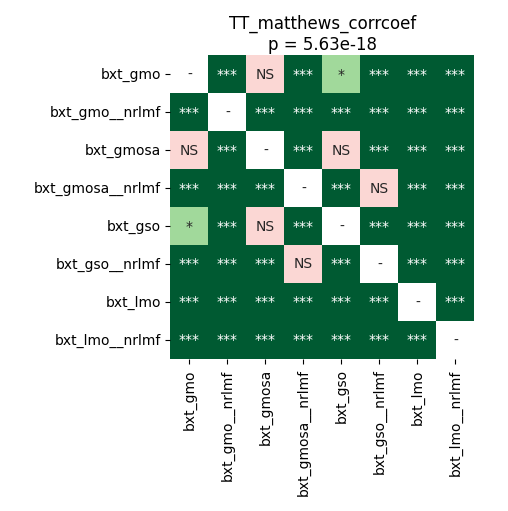 TT_matthews_corrcoef
p = 5.63e-18
bxt_gmo - *** NS *** * *** *** ***
bxt_gmo__nrlmf *** - *** *** *** *** *** ***
bxt_gmosa NS *** - *** NS *** *** ***
bxt_gmosa__nrlmf *** *** *** - *** NS *** ***
bxt_gso * *** NS *** - *** *** ***
bxt_gso__nrlmf *** *** *** NS *** - *** ***
bxt_lmo *** *** *** *** *** *** - ***
bxt_lmo__nrlmf *** *** *** *** *** *** *** -
bxt_gmo
bxt_gmo__nrlmf
bxt_gmosa
bxt_gmosa__nrlmf
bxt_gso
bxt_gso__nrlmf
bxt_lmo
bxt_lmo__nrlmf